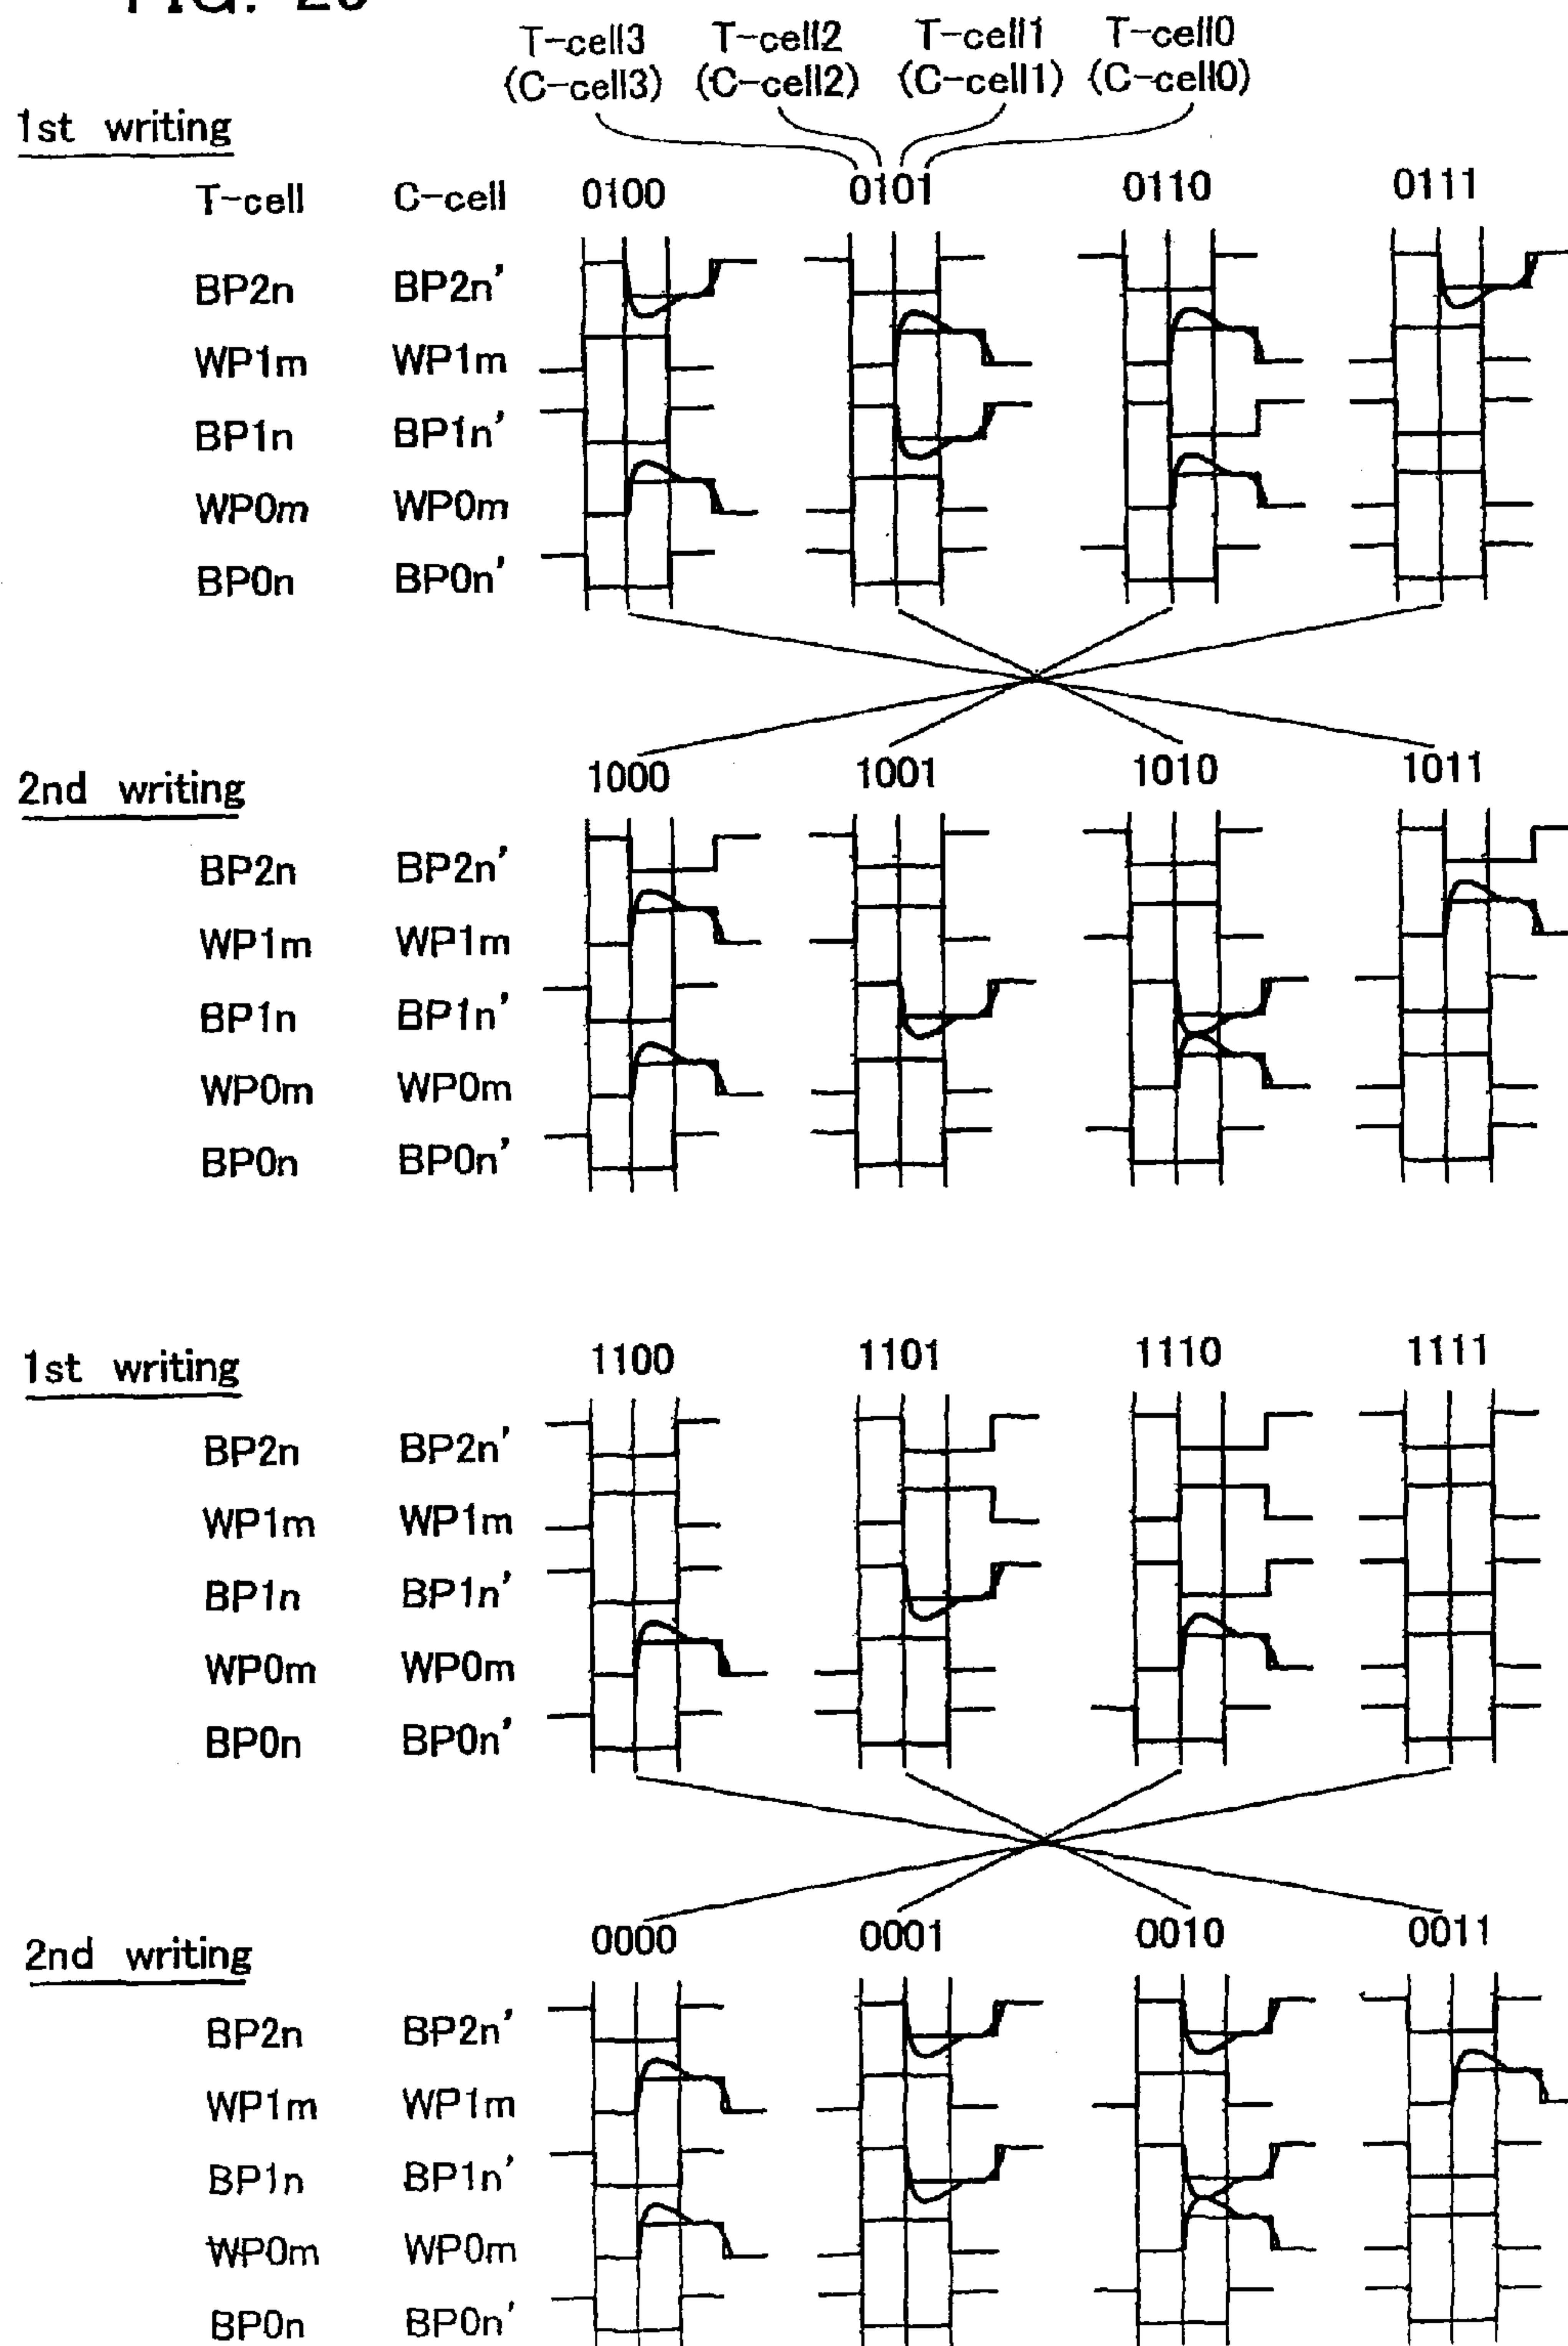 T-cell3 T-cell2 T-cell1 T-cell0
(C-cell3) (C-cell2) (C-cell1) (C-cell0)
1st writing
T-cell C-cell 0100 0101 0110 0111
BP2n BP2n'
WP1m WP1m
BP1n BP1n'
WP0m WP0m
BP0n BP0n'
2nd writing 1000 1001 1010 1011
BP2n BP2n'
WP1m WP1m
BP1n BP1n'
WP0m WP0m
BP0n BP0n'
1st writing 1100 1101 1110 1111
BP2n BP2n'
WP1m WP1m
BP1n BP1n'
WP0m WP0m
BP0n BP0n'
2nd writing 0000 0001 0010 0011
BP2n BP2n'
WP1m WP1m
BP1n BP1n'
WP0m WP0m
BP0n BP0n'